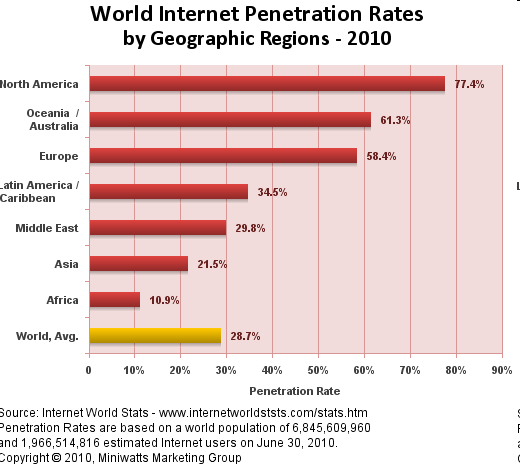 World Internet Penetration Rates
by Geographic Regions - 2010
North America
77.4%
Oceania /
Australia
61.3%
Europe
58.4%
Latin America /
Caribbean
34.5%
Middle East
29.8%
Asia
21.5%
Africa
10.9%
World, Avg.
28.7%
0 10% 20% 30% 40% 50% 60% 70% 80% 90%
Penetration Rate
Source: Internet World Stats - www.internetworldststs.com/stats.htm
Penetration Rates are based on a world population of 6,845,609,960
and 1,966,514,816 estimated Internet users on June 30, 2010.
Copyright © 2010, Miniwatts Marketing Group